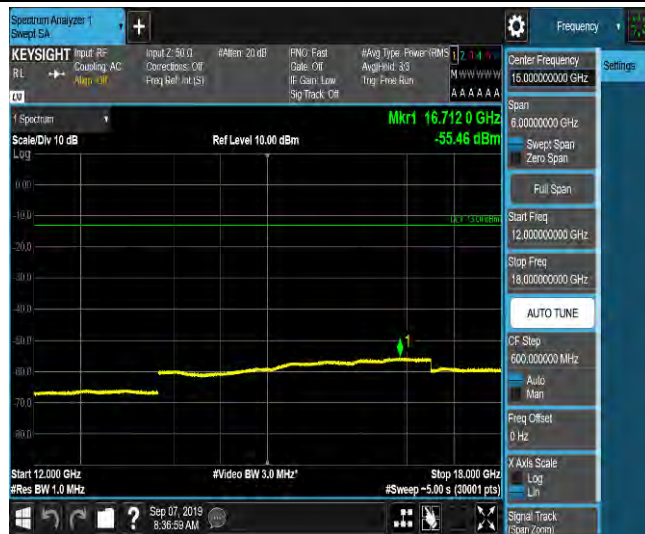 Spectrum Analyzer 1
Swept SA
Frequency
KEYSIGHT
Input: RF
Input Z: 50 Ω
#Atten: 20 dB
PNO: Fast
#Avg Type: Power (RMS
1 2 3 4 5 6
RL
Coupling: AC
Corrections: Off
Gate: Off
Avg|Hold: 3/3
M W W W W W
Align: Off
Freq Ref: Int (S)
IF Gain: Low
Trig: Free Run
Sig Track: Off
A A A A A A
Center Frequency
15.000000000 GHz
Settings
Span
6.00000000 GHz
Swept Span
Zero Span
Full Span
Start Freq
12.000000000 GHz
Stop Freq
18.000000000 GHz
AUTO TUNE
CF Step
600.000000 MHz
Auto
Man
Freq Offset
0 Hz
X Axis Scale
Log
Lin
Signal Track
(Span Zoom)
1 Spectrum
Mkr1 16.712 0 GHz
Scale/Div 10 dB
Ref Level 10.00 dBm
-55.46 dBm
Log
0.00
-10.0
-20.0
-30.0
-40.0
-50.0
1
-60.0
-70.0
-80.0
Start 12.000 GHz
#Video BW 3.0 MHz*
Stop 18.000 GHz
#Res BW 1.0 MHz
#Sweep ~5.00 s (30001 pts)
?
Sep 07, 2019
8:36:59 AM